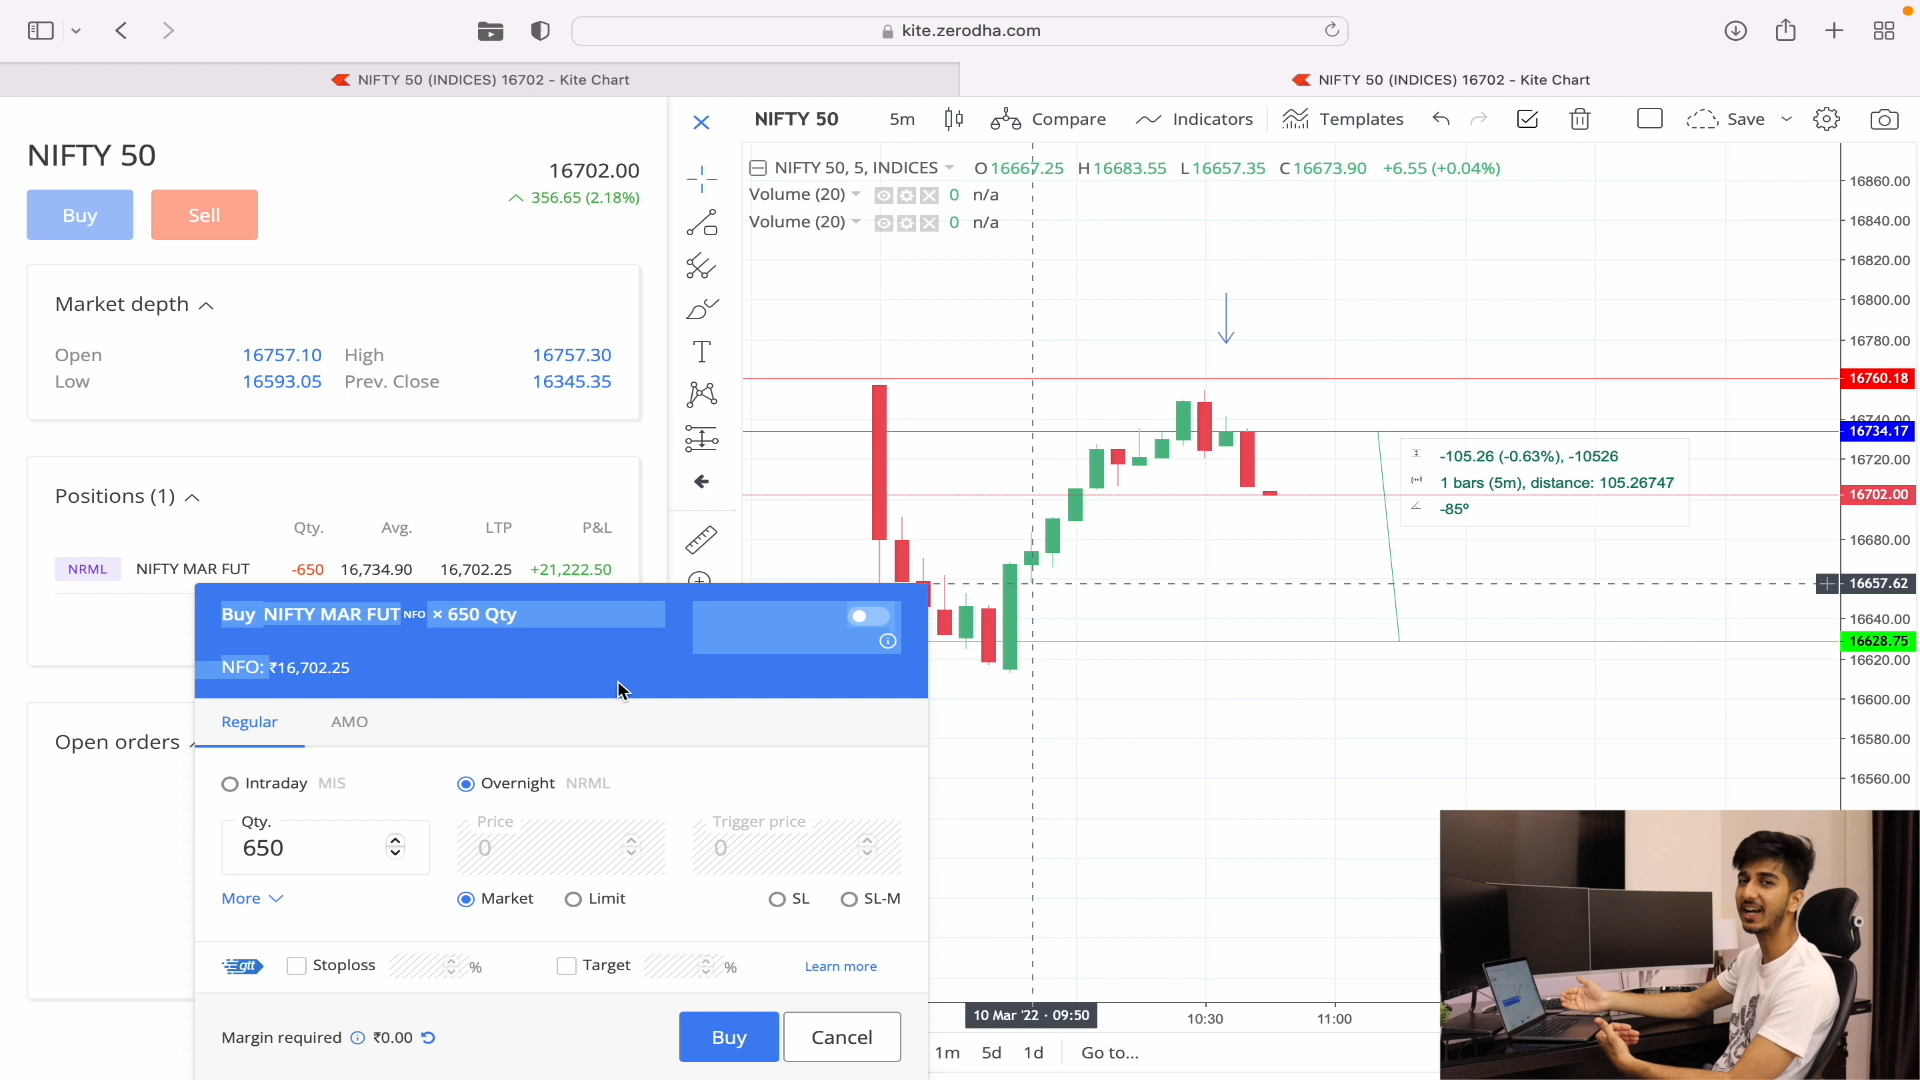 kite.zerodha.com
NIFTY 50 (INDICES) 16702 - Kite Chart
NIFTY 50 (INDICES) 16702 - Kite Chart
NIFTY 50
16702.00
356.65 (2.18%)
Buy
Sell
Market depth
Open 16757.10 High 16757.30
Low 16593.05 Prev. Close 16345.35
Positions (1)
Qty. Avg. LTP P&L
NRML NIFTY MAR FUT -650 16,734.90 16,702.25 +21,222.50
Open orders
Buy NIFTY MAR FUT NFO × 650 Qty
NFO: ₹16,702.25
Regular AMO
Intraday MIS Overnight NRML
Qty. Price Trigger price
650 0 0
More Market Limit SL SL-M
gtt Stoploss % Target % Learn more
Margin required ₹0.00
Buy Cancel
NIFTY 50 5m Compare Indicators Templates Save
NIFTY 50, 5, INDICES O16667.25 H16683.55 L16657.35 C16673.90 +6.55 (+0.04%)
Volume (20) 0 n/a
Volume (20) 0 n/a
-105.26 (-0.63%), -10526
1 bars (5m), distance: 105.26747
-85º
16860.00
16840.00
16820.00
16800.00
16780.00
16760.18
16740.00
16734.17
16720.00
16702.00
16680.00
16657.62
16640.00
16628.75
16620.00
16600.00
16580.00
16560.00
10 Mar '22 - 09:50 10:30 11:00
1m 5d 1d Go to...